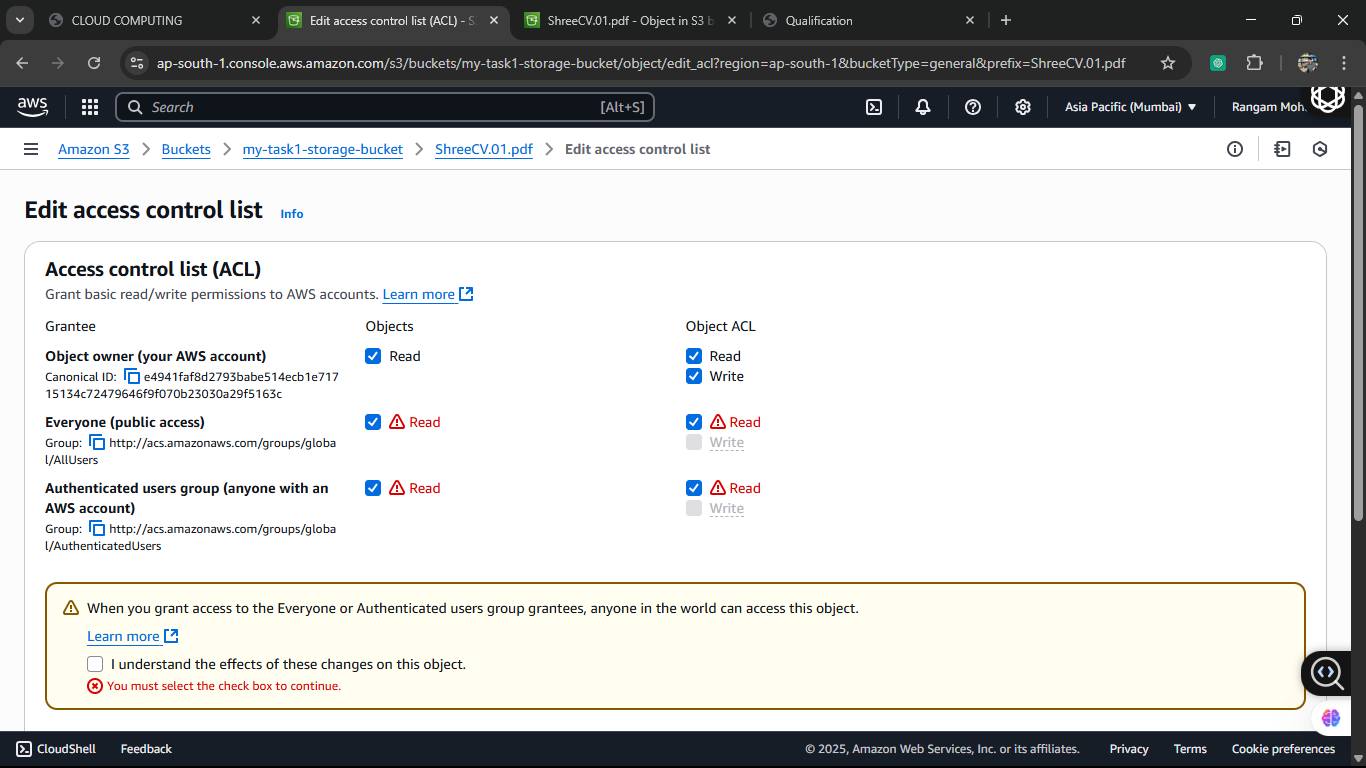 CLOUD COMPUTING
Edit access control list (ACL) - S
ShreeCV.01.pdf - Object in S3 b
Qualification
ap-south-1.console.aws.amazon.com/s3/buckets/my-task1-storage-bucket/object/edit_acl?region=ap-south-1&bucketType=general&prefix=ShreeCV.01.pdf
aws
Search
[Alt+S]
Asia Pacific (Mumbai)
Rangam Moh
Amazon S3
Buckets
my-task1-storage-bucket
ShreeCV.01.pdf
Edit access control list
Edit access control list
Info
Access control list (ACL)
Grant basic read/write permissions to AWS accounts. Learn more
Grantee
Objects
Object ACL
Object owner (your AWS account)
Canonical ID: e4941faf8d2793babe514ecb1e717
15134c72479646f9f070b23030a29f5163c
Read
Read
Write
Everyone (public access)
Group: http://acs.amazonaws.com/groups/globa
l/AllUsers
Read
Read
Write
Authenticated users group (anyone with an
AWS account)
Group: http://acs.amazonaws.com/groups/globa
l/AuthenticatedUsers
Read
Read
Write
When you grant access to the Everyone or Authenticated users group grantees, anyone in the world can access this object.
Learn more
I understand the effects of these changes on this object.
You must select the check box to continue.
CloudShell
Feedback
© 2025, Amazon Web Services, Inc. or its affiliates.
Privacy
Terms
Cookie preferences